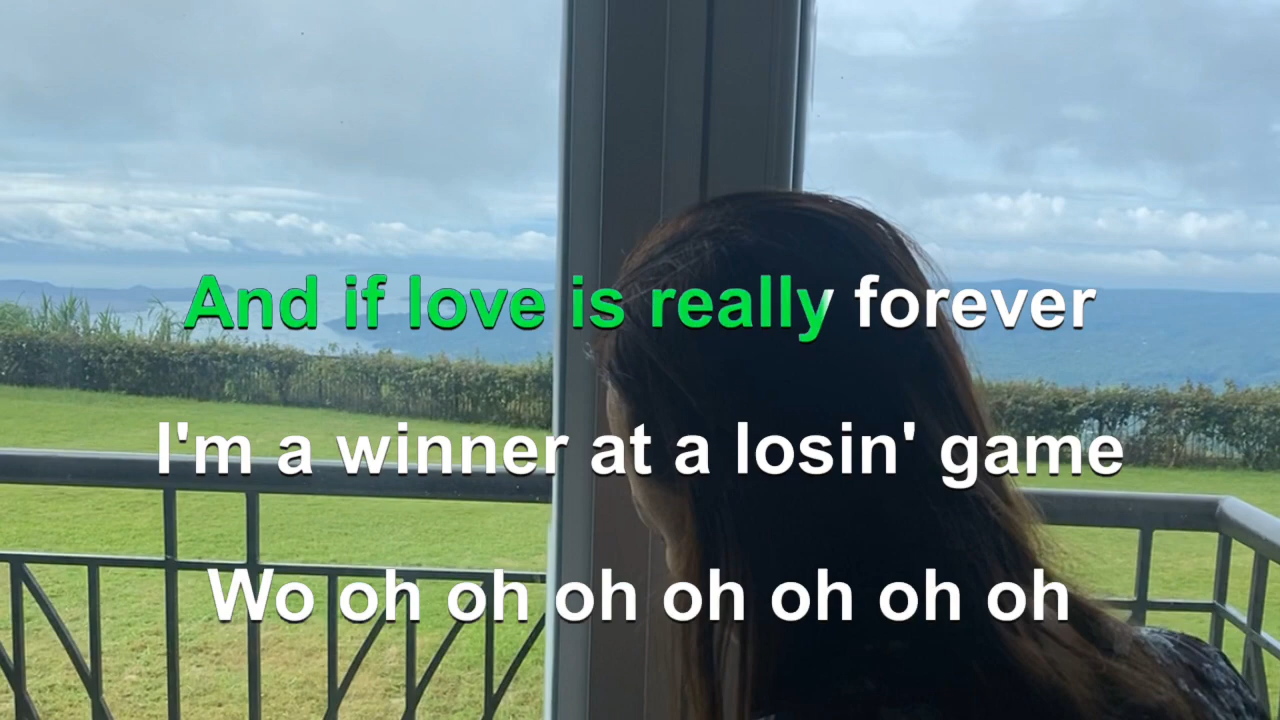 And if love is really forever
I'm a winner at a losin' game
Wo oh oh oh oh oh oh oh